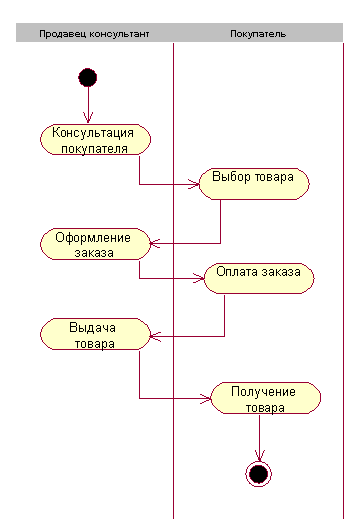 Продавец консультант
Покупатель
Консультация
покупателя
Выбор товара
Оформление
заказа
Оплата заказа
Выдача
товара
Получение
товара